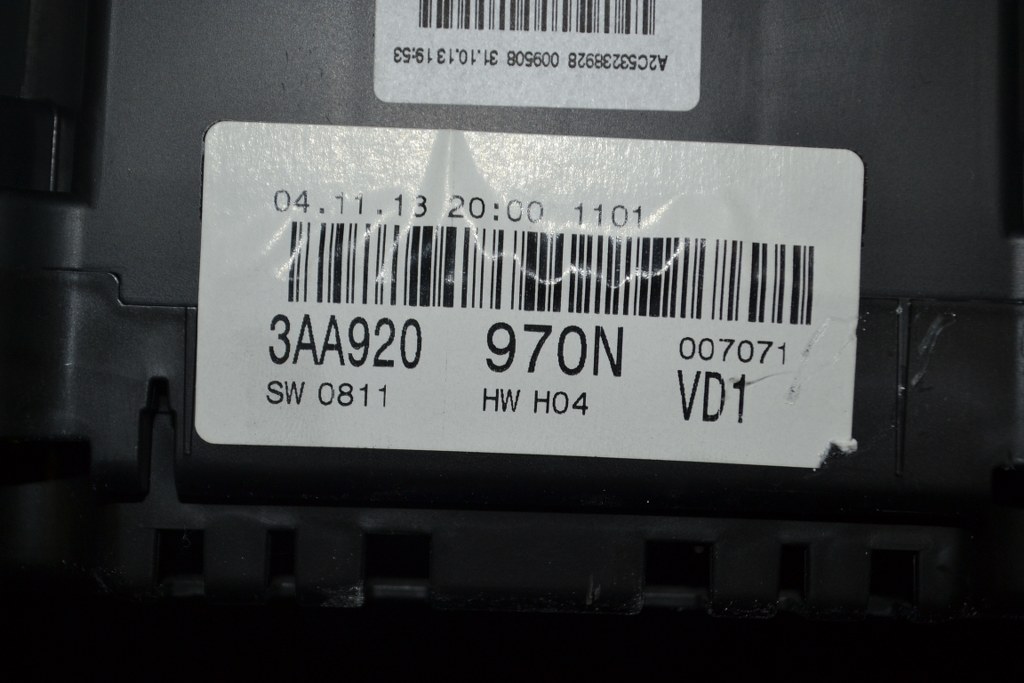 A2C53238928 009508 31.10.13 19:53
04.11.13 20:00 1101
3AA920 970N 007071
SW 0811 HW H04 VD1